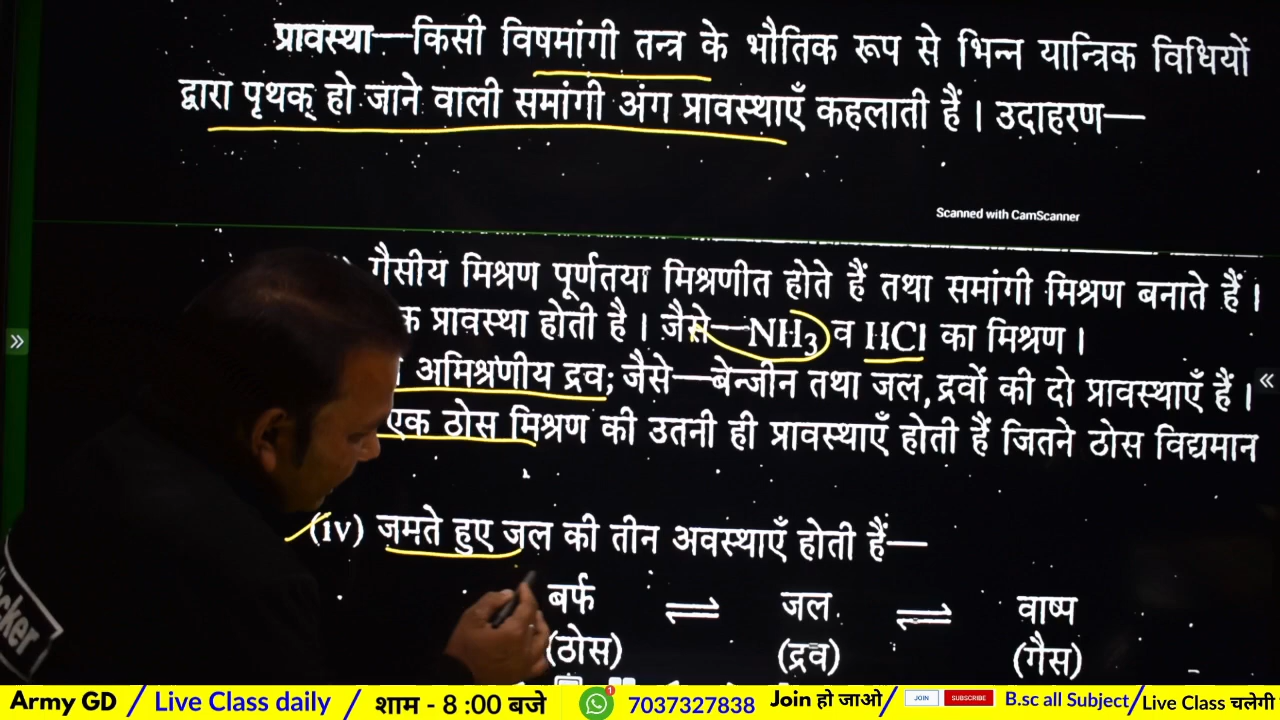 प्रावस्था—किसी विषमांगी तन्त्र के भौतिक रूप से भिन्न यान्त्रिक विधियों
द्वारा पृथक् हो जाने वाली समांगी अंग प्रावस्थाएँ कहलाती हैं। उदाहरण—
Scanned with CamScanner
गैसीय मिश्रण पूर्णतया मिश्रणीत होते हैं तथा समांगी मिश्रण बनाते हैं।
प्रावस्था होती है। जैसे—NH₃ व HCl का मिश्रण।
अमिश्रणीय द्रव; जैसे—बेन्जीन तथा जल, द्रवों की दो प्रावस्थाएँ हैं।
एक ठोस मिश्रण की उतनी ही प्रावस्थाएँ होती हैं जितने ठोस विद्यमान
(iv) जमते हुए जल की तीन अवस्थाएँ होती हैं—
बर्फ ⇌ जल ⇌ वाष्प
(ठोस) (द्रव) (गैस)
Army GD / Live Class daily / शाम - 8 :00 बजे 7037327838 Join हो जाओ / JOIN SUBSCRIBE B.sc all Subject / Live Class चलेगी